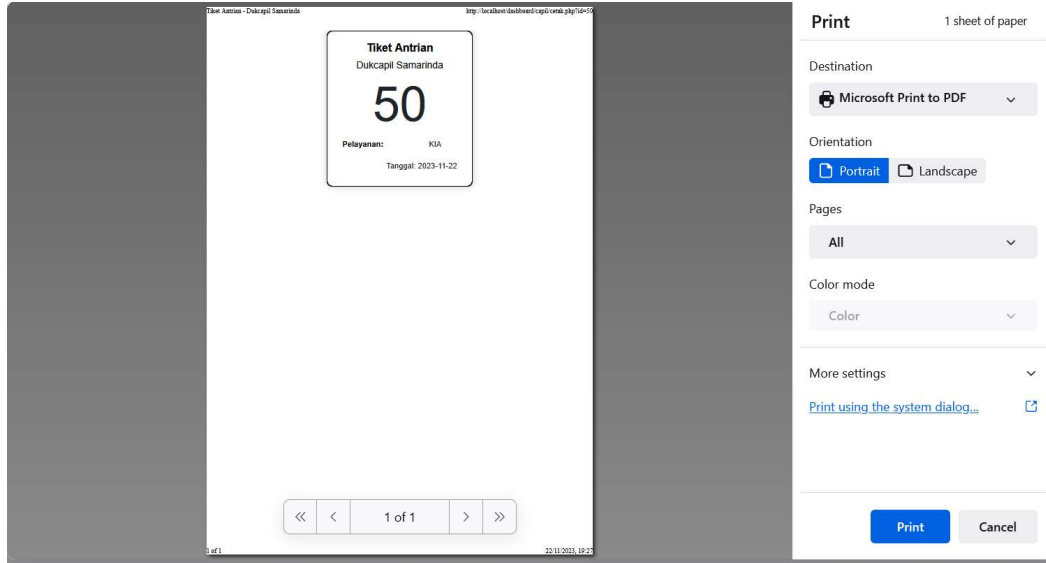 Tiket Antrian - Dukcapil Samarinda http://localhost/dashboard/capil/cetak.php?id=50
Tiket Antrian
Dukcapil Samarinda
50
Pelayanan: KIA
Tanggal: 2023-11-22
1 of 1
1 of 1 22/11/2023, 19:27
Print 1 sheet of paper
Destination
Microsoft Print to PDF
Orientation
Portrait Landscape
Pages
All
Color mode
Color
More settings
Print using the system dialog...
Print Cancel